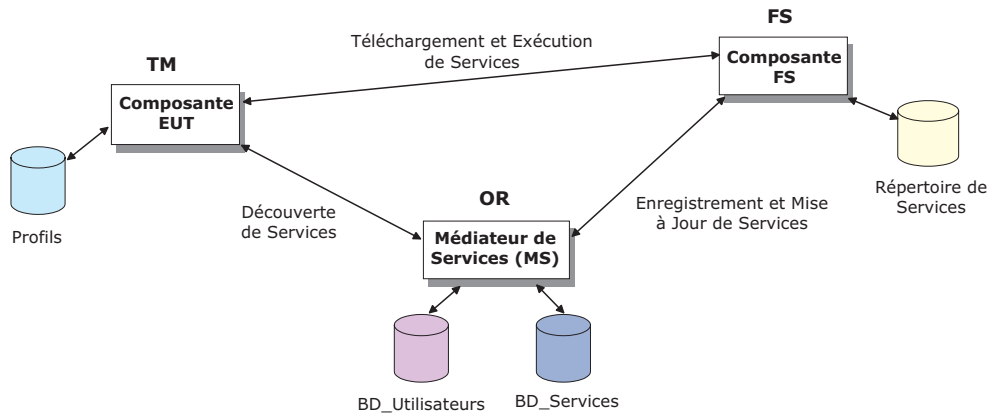 FS
Téléchargement et Exécution
de Services
Composante
FS
TM
Composante
EUT
Répertoire de
Services
Profils
Découverte
de Services
OR
Enregistrement et Mise
à Jour de Services
Médiateur de
Services (MS)
BD_Utilisateurs
BD_Services